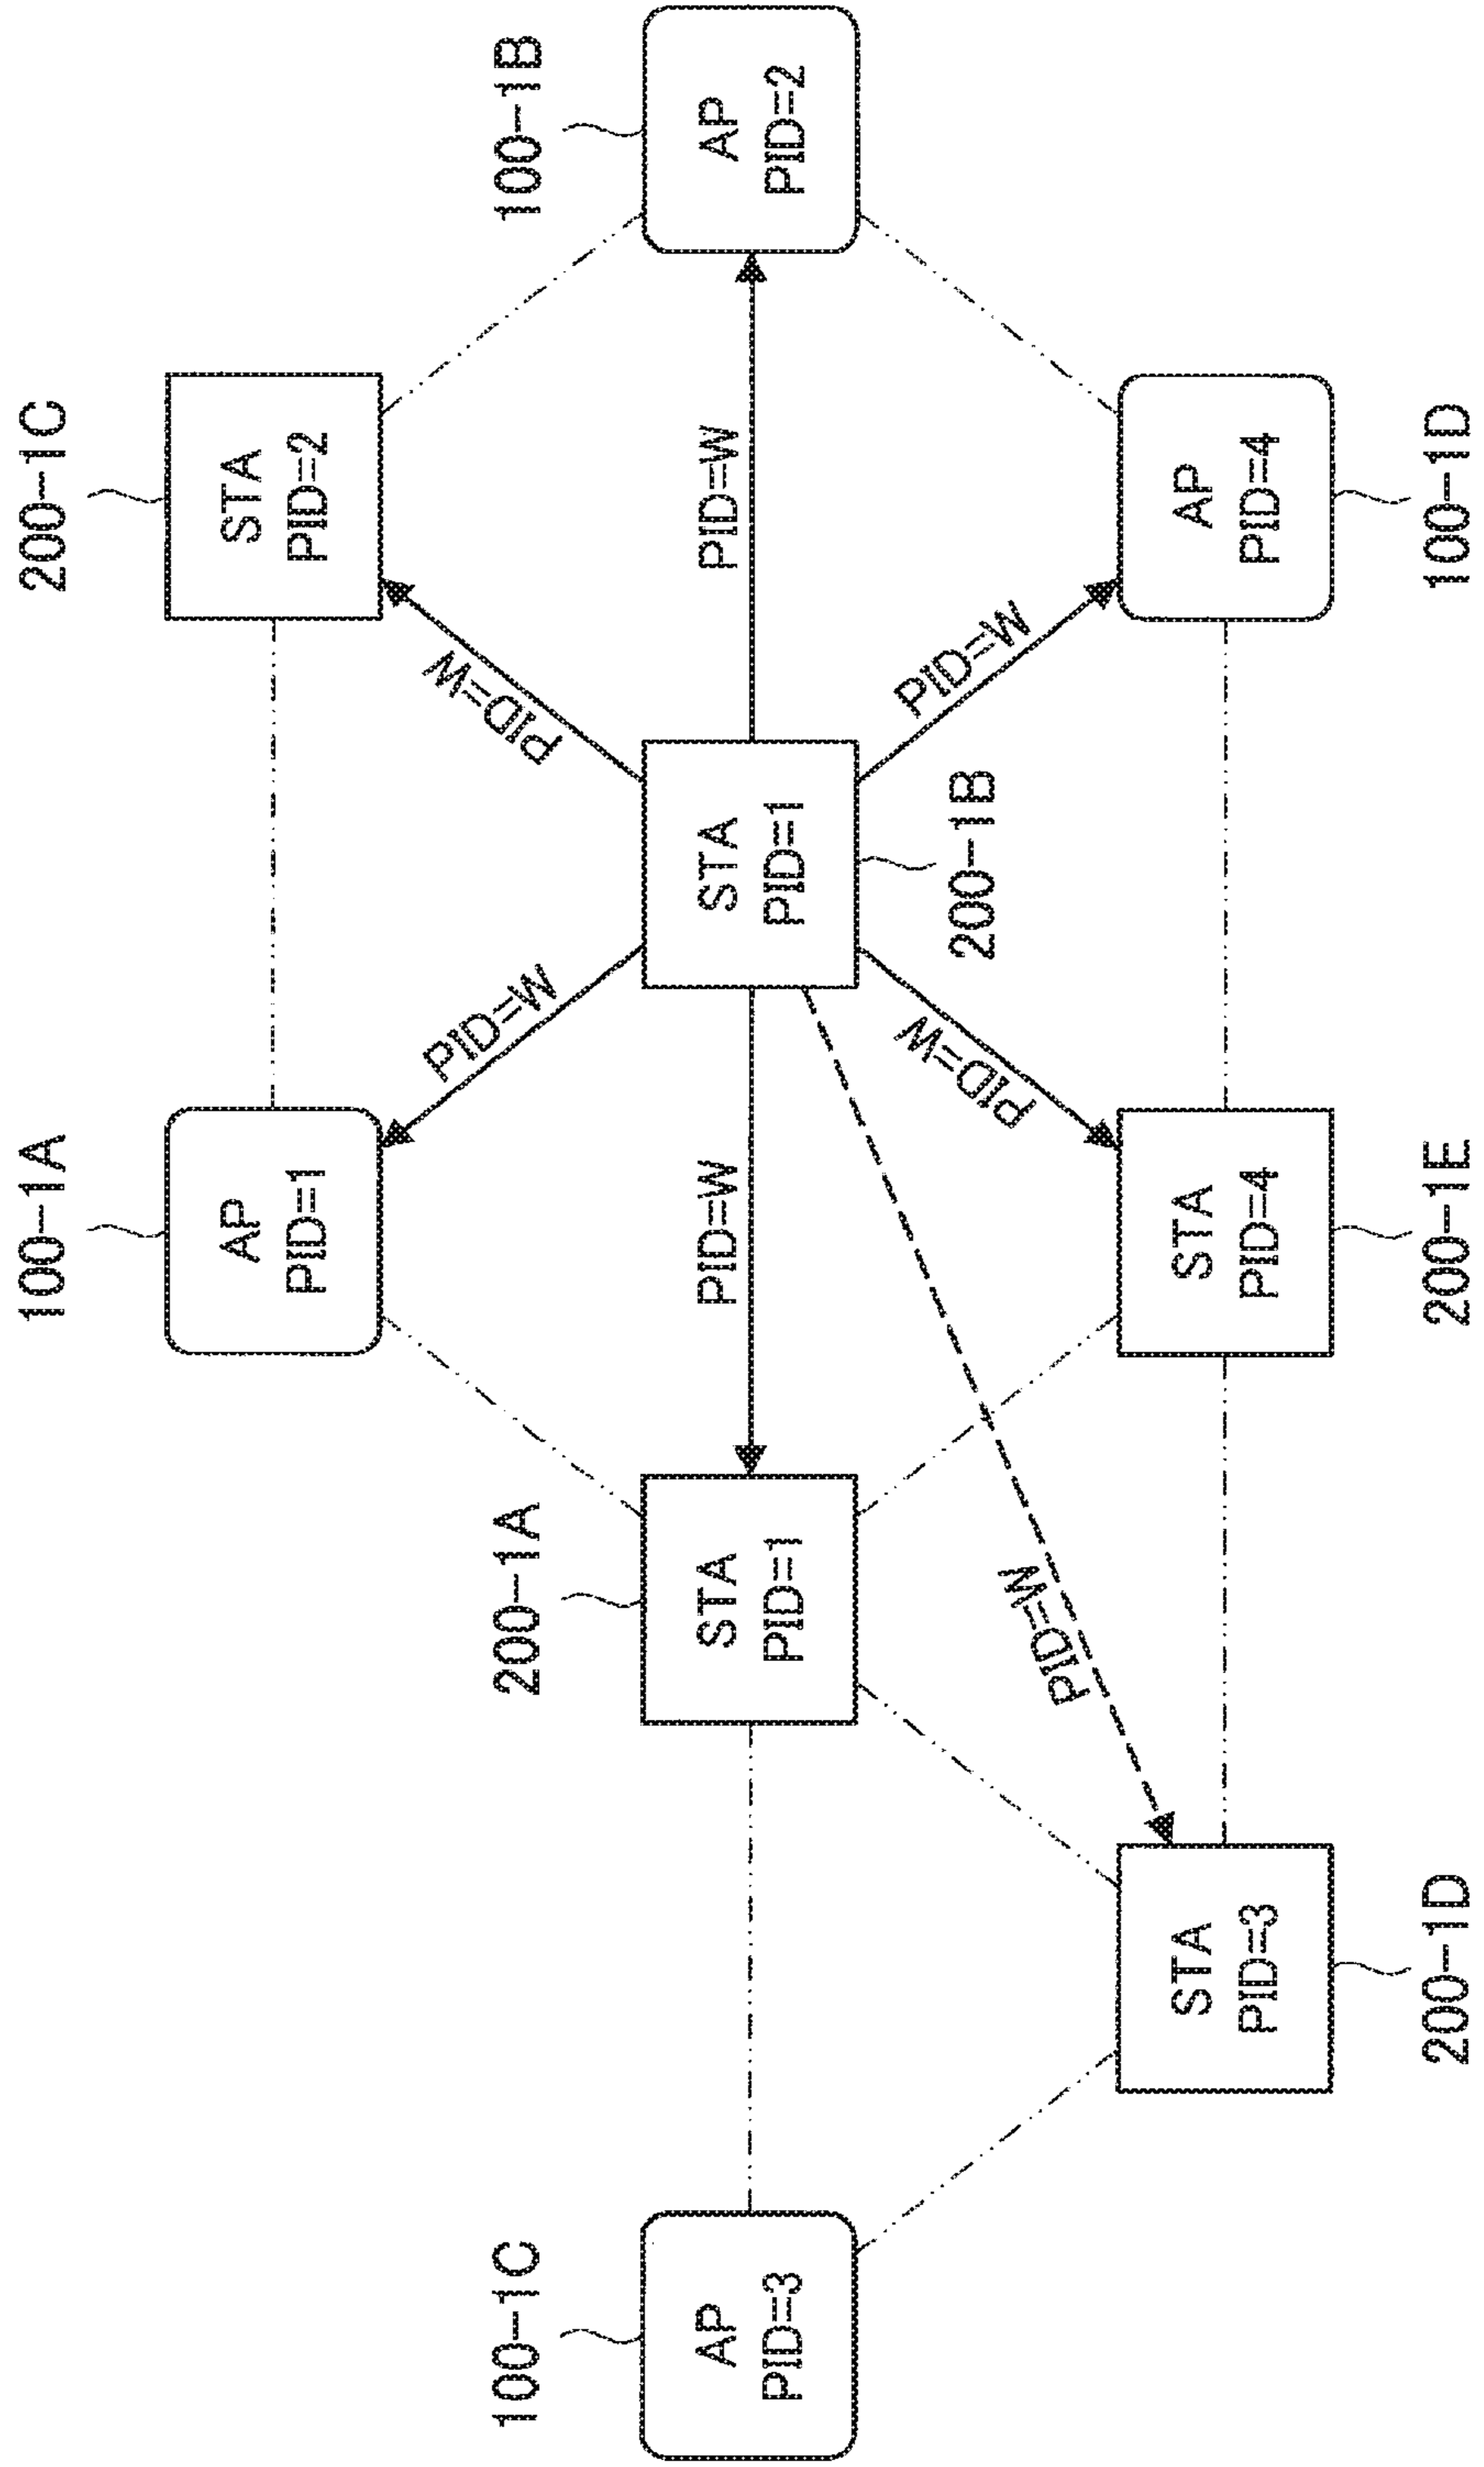 100-1A
AP
PID=1
200-1C
STA
PID=2
PID=W
PID=W
100-1C
AP
PID=3
200-1A
STA
PID=1
PID=W
STA
PID=1
200-1B
PID=W
100-1B
AP
PID=2
PID=W
PID=W
PID=W
STA
PID=3
200-1D
STA
PID=4
200-1E
AP
PID=4
100-1D